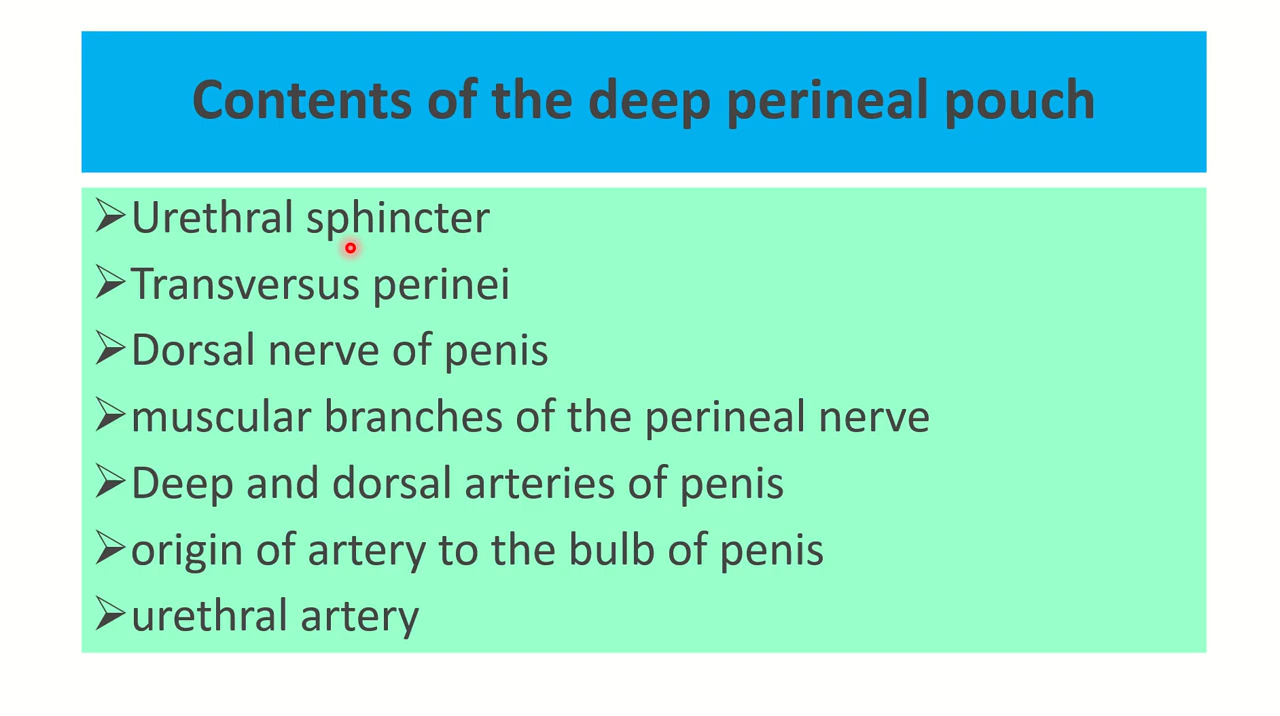 Contents of the deep perineal pouch
➢Urethral sphincter
➢Transversus perinei
➢Dorsal nerve of penis
➢muscular branches of the perineal nerve
➢Deep and dorsal arteries of penis
➢origin of artery to the bulb of penis
➢urethral artery